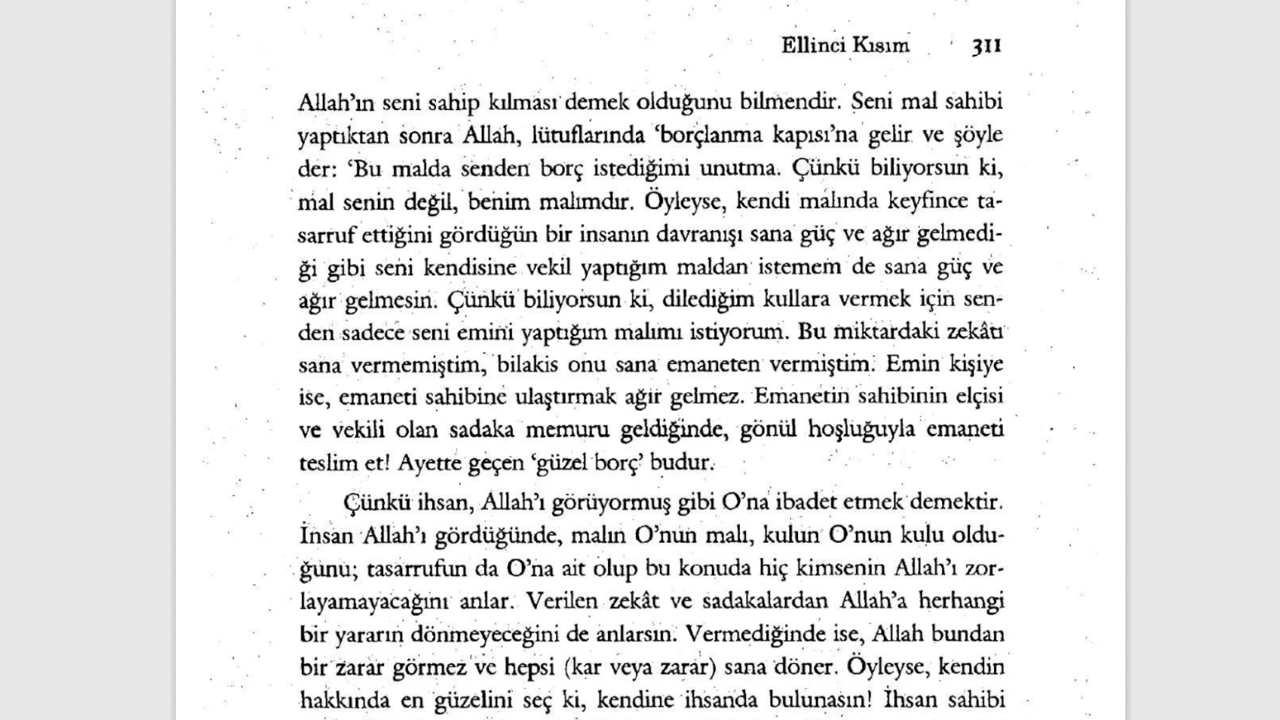 Ellinci Kısım 311
Allah’ın seni sahip kılması demek olduğunu bilmendir. Seni mal sahibi
yaptıktan sonra Allah, lütuflarında ‘borçlanma kapısı’na gelir ve şöyle
der: ‘Bu malda senden borç istediğimi unutma. Çünkü biliyorsun ki,
mal senin değil, benim malımdır. Öyleyse, kendi malında keyfince ta-
sarruf ettiğini gördüğün bir insanın davranışı sana güç ve ağır gelmedi-
ği gibi seni kendisine vekil yaptığım maldan istemem de sana güç ve
ağır gelmesin. Çünkü biliyorsun ki, dilediğim kullara vermek için sen-
den sadece seni emini yaptığım malımı istiyorum. Bu miktardaki zekâtı
sana vermemiştim, bilakis onu sana emaneten vermiştim. Emin kişiye
ise, emaneti sahibine ulaştırmak ağır gelmez. Emanetin sahibinin elçisi
ve vekili olan sadaka memuru geldiğinde, gönül hoşluğuyla emaneti
teslim et! Ayette geçen ‘güzel borç’ budur.
Çünkü ihsan, Allah’ı görüyormuş gibi O’na ibadet etmek demektir.
İnsan Allah’ı gördüğünde, malın O’nun malı, kulun O’nun kulu oldu-
ğunu; tasarrufun da O’na ait olup bu konuda hiç kimsenin Allah’ı zor-
layamayacağını anlar. Verilen zekât ve sadakalardan Allah’a herhangi
bir yararın dönmeyeceğini de anlarsın. Vermediğinde ise, Allah bundan
bir zarar görmez ve hepsi (kar veya zarar) sana döner. Öyleyse, kendin
hakkında en güzelini seç ki, kendine ihsanda bulunasın! İhsan sahibi